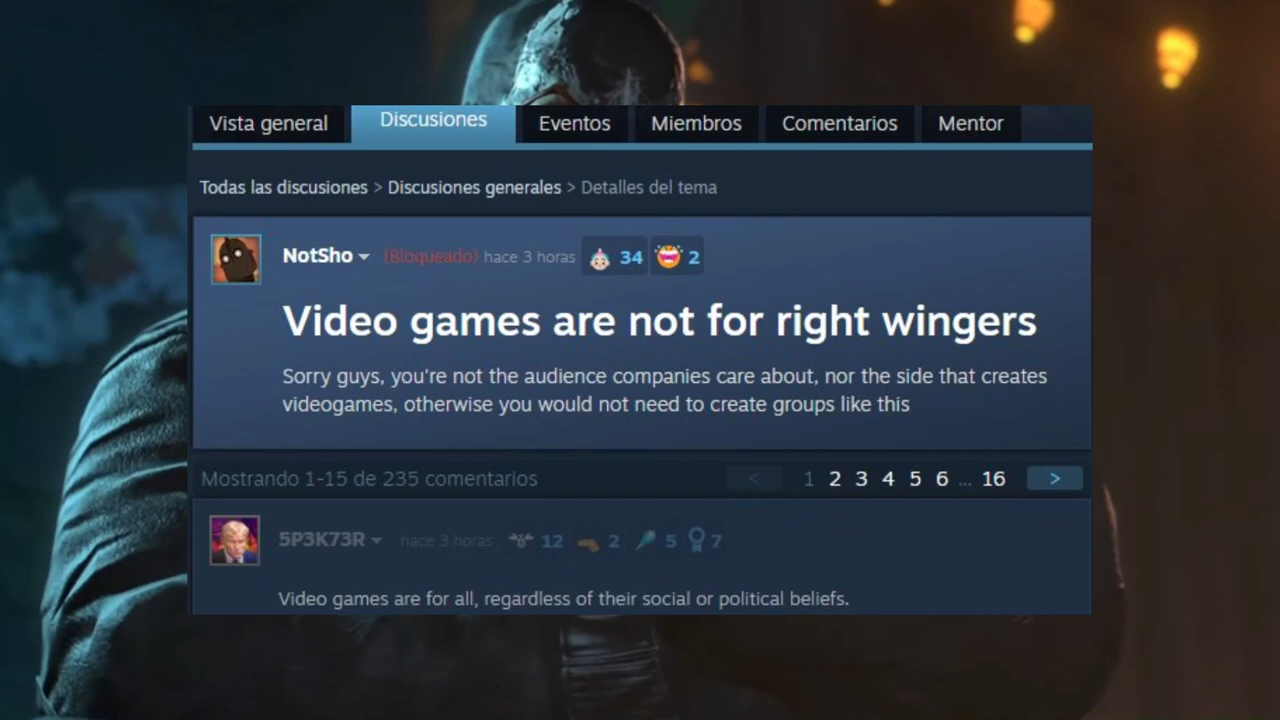 Vista general Discusiones Eventos Miembros Comentarios Mentor
Todas las discusiones > Discusiones generales > Detalles del tema
NotSho (Bloqueado) hace 3 horas 34 2
Video games are not for right wingers
Sorry guys, you're not the audience companies care about, nor the side that creates
videogames, otherwise you would not need to create groups like this
Mostrando 1-15 de 235 comentarios < 1 2 3 4 5 6 ... 16 >
5P3K73R hace 3 horas 12 2 5 7
Video games are for all, regardless of their social or political beliefs.